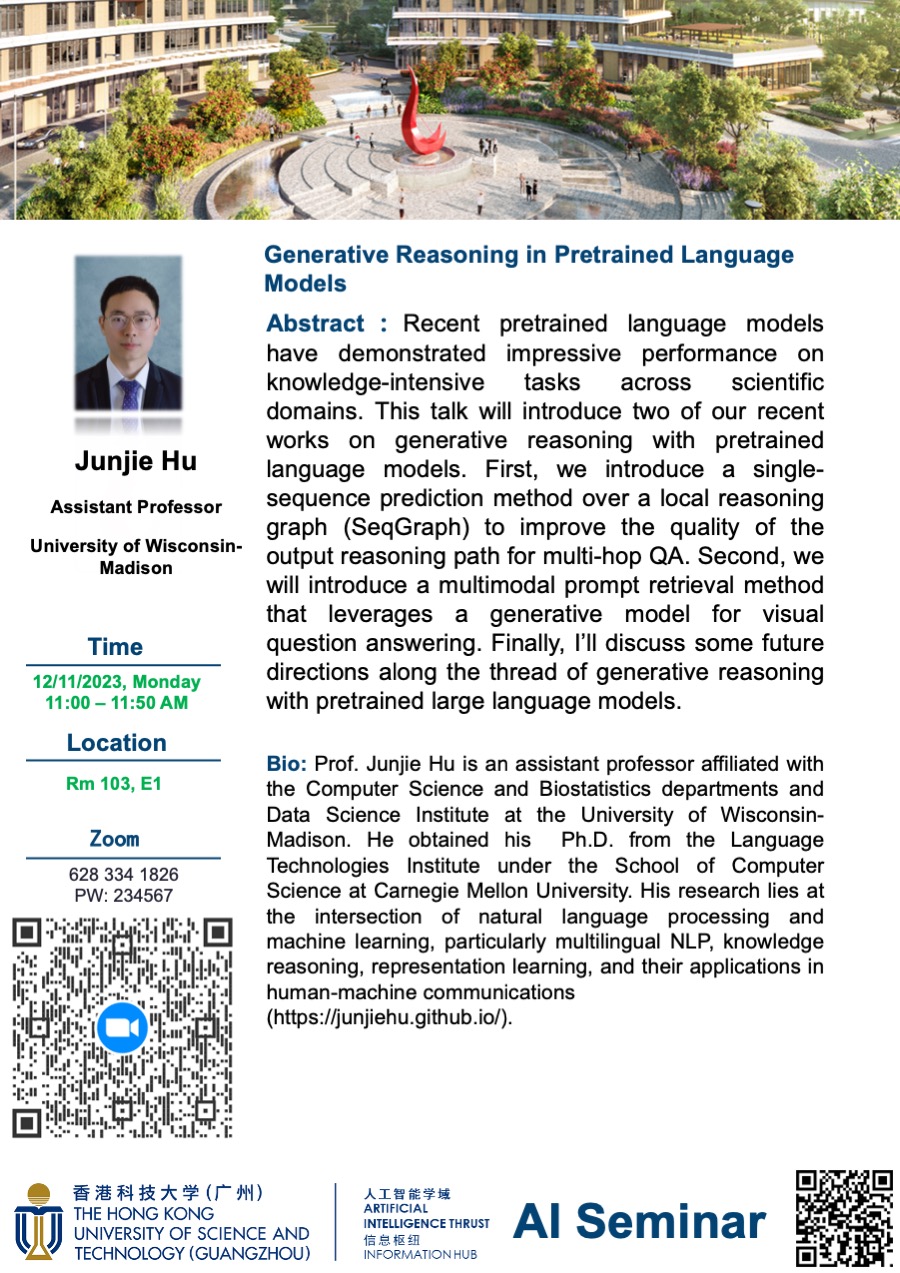 Generative Reasoning in Pretrained Language
Models
Abstract : Recent pretrained language models
have demonstrated impressive performance on
knowledge-intensive tasks across scientific
domains. This talk will introduce two of our recent
works on generative reasoning with pretrained
language models. First, we introduce a single-
sequence prediction method over a local reasoning
graph (SeqGraph) to improve the quality of the
output reasoning path for multi-hop QA. Second, we
will introduce a multimodal prompt retrieval method
that leverages a generative model for visual
question answering. Finally, I’ll discuss some future
directions along the thread of generative reasoning
with pretrained large language models.
Bio: Prof. Junjie Hu is an assistant professor affiliated with
the Computer Science and Biostatistics departments and
Data Science Institute at the University of Wisconsin-
Madison. He obtained his Ph.D. from the Language
Technologies Institute under the School of Computer
Science at Carnegie Mellon University. His research lies at
the intersection of natural language processing and
machine learning, particularly multilingual NLP, knowledge
reasoning, representation learning, and their applications in
human-machine communications
(https://junjiehu.github.io/).
Junjie Hu
Assistant Professor
University of Wisconsin-
Madison
Time
12/11/2023, Monday
11:00 – 11:50 AM
Location
Rm 103, E1
Zoom
628 334 1826
PW: 234567
香港科技大学(广州)
THE HONG KONG
UNIVERSITY OF SCIENCE AND
TECHNOLOGY (GUANGZHOU)
人工智能学域
ARTIFICIAL
INTELLIGENCE THRUST
信息枢纽
INFORMATION HUB
AI Seminar